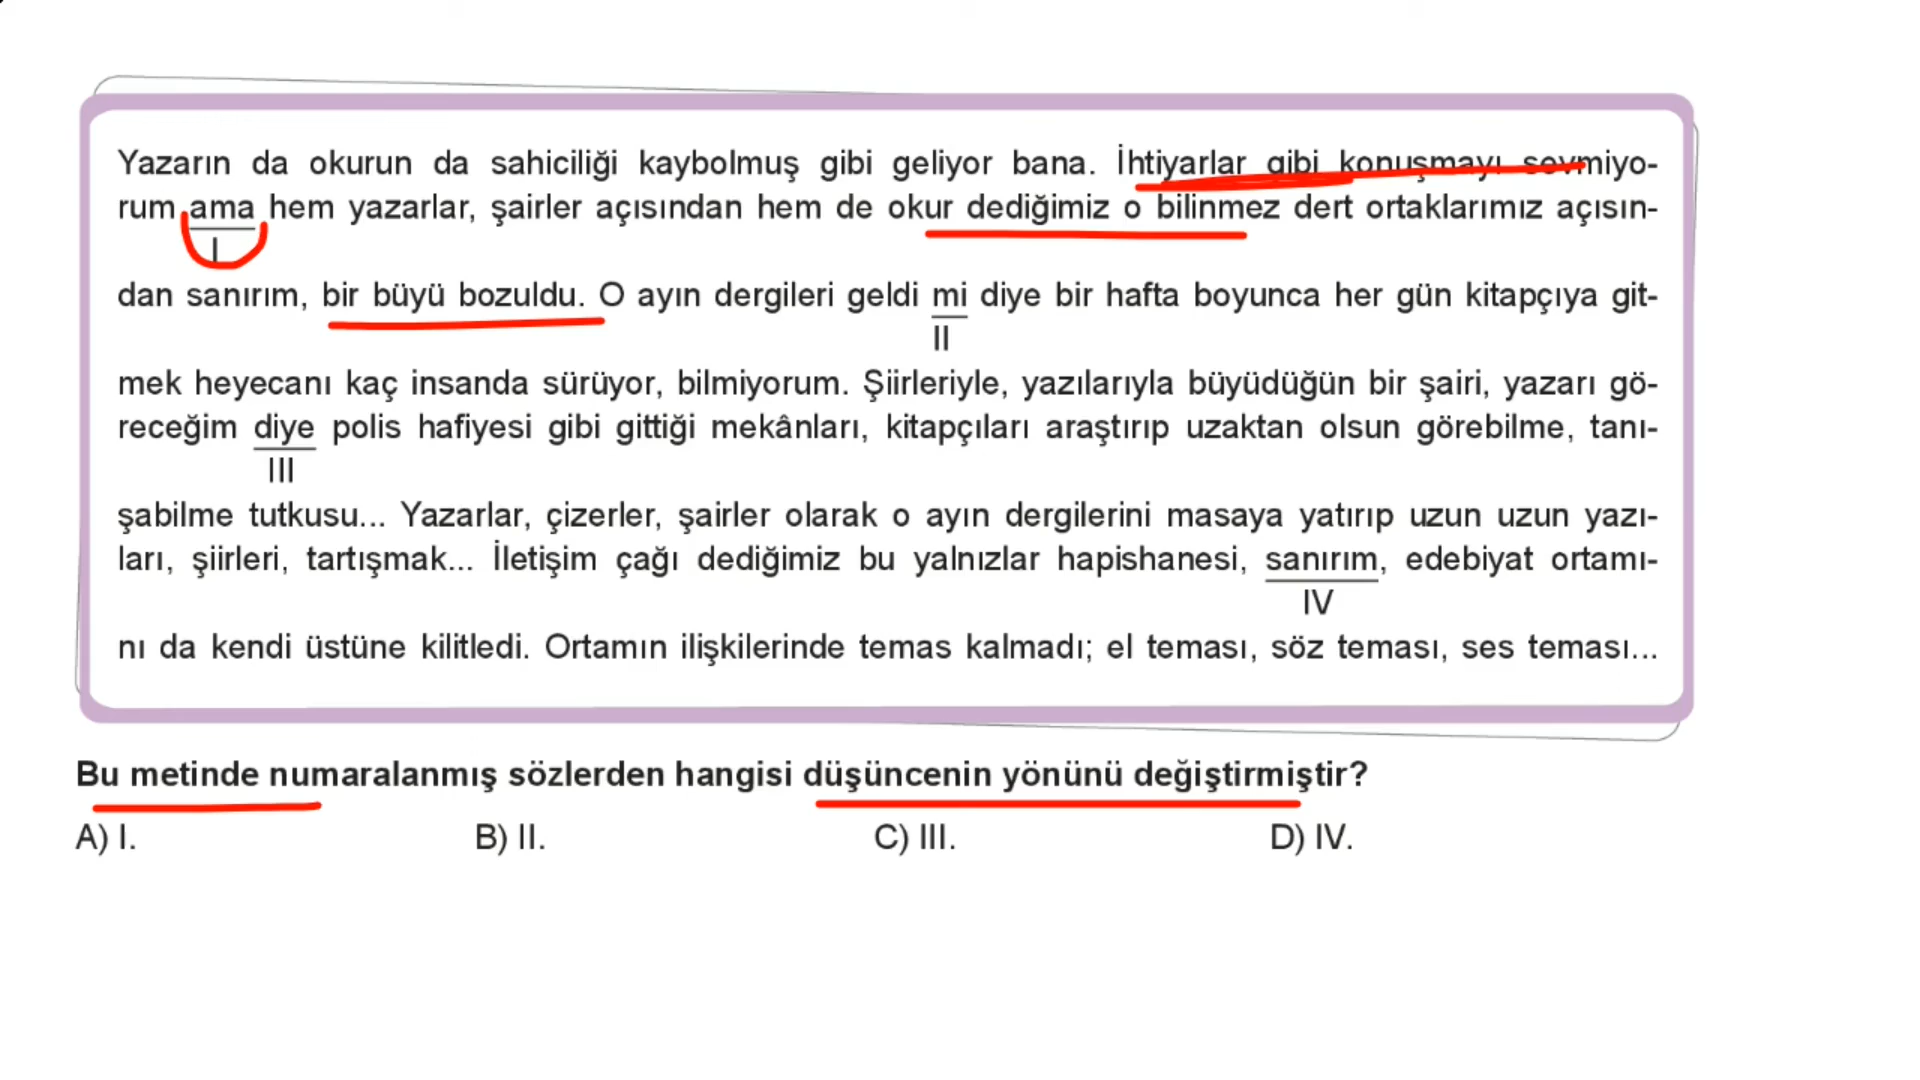 Yazarın da okurun da sahiciliği kaybolmuş gibi geliyor bana. İhtiyarlar gibi konuşmayı sevmiyo-
rum ama hem yazarlar, şairler açısından hem de okur dediğimiz o bilinmez dert ortaklarımız açısın-
I
dan sanırım, bir büyü bozuldu. O ayın dergileri geldi mi diye bir hafta boyunca her gün kitapçıya git-
II
mek heyecanı kaç insanda sürüyor, bilmiyorum. Şiirleriyle, yazılarıyla büyüdüğün bir şairi, yazarı gö-
receğim diye polis hafiyesi gibi gittiği mekânları, kitapçıları araştırıp uzaktan olsun görebilme, tanı-
III
şabilme tutkusu... Yazarlar, çizerler, şairler olarak o ayın dergilerini masaya yatırıp uzun uzun yazı-
ları, şiirleri, tartışmak... İletişim çağı dediğimiz bu yalnızlar hapishanesi, sanırım, edebiyat ortamı-
IV
nı da kendi üstüne kilitledi. Ortamın ilişkilerinde temas kalmadı; el teması, söz teması, ses teması...
Bu metinde numaralanmış sözlerden hangisi düşüncenin yönünü değiştirmiştir?
A) I. B) II. C) III. D) IV.